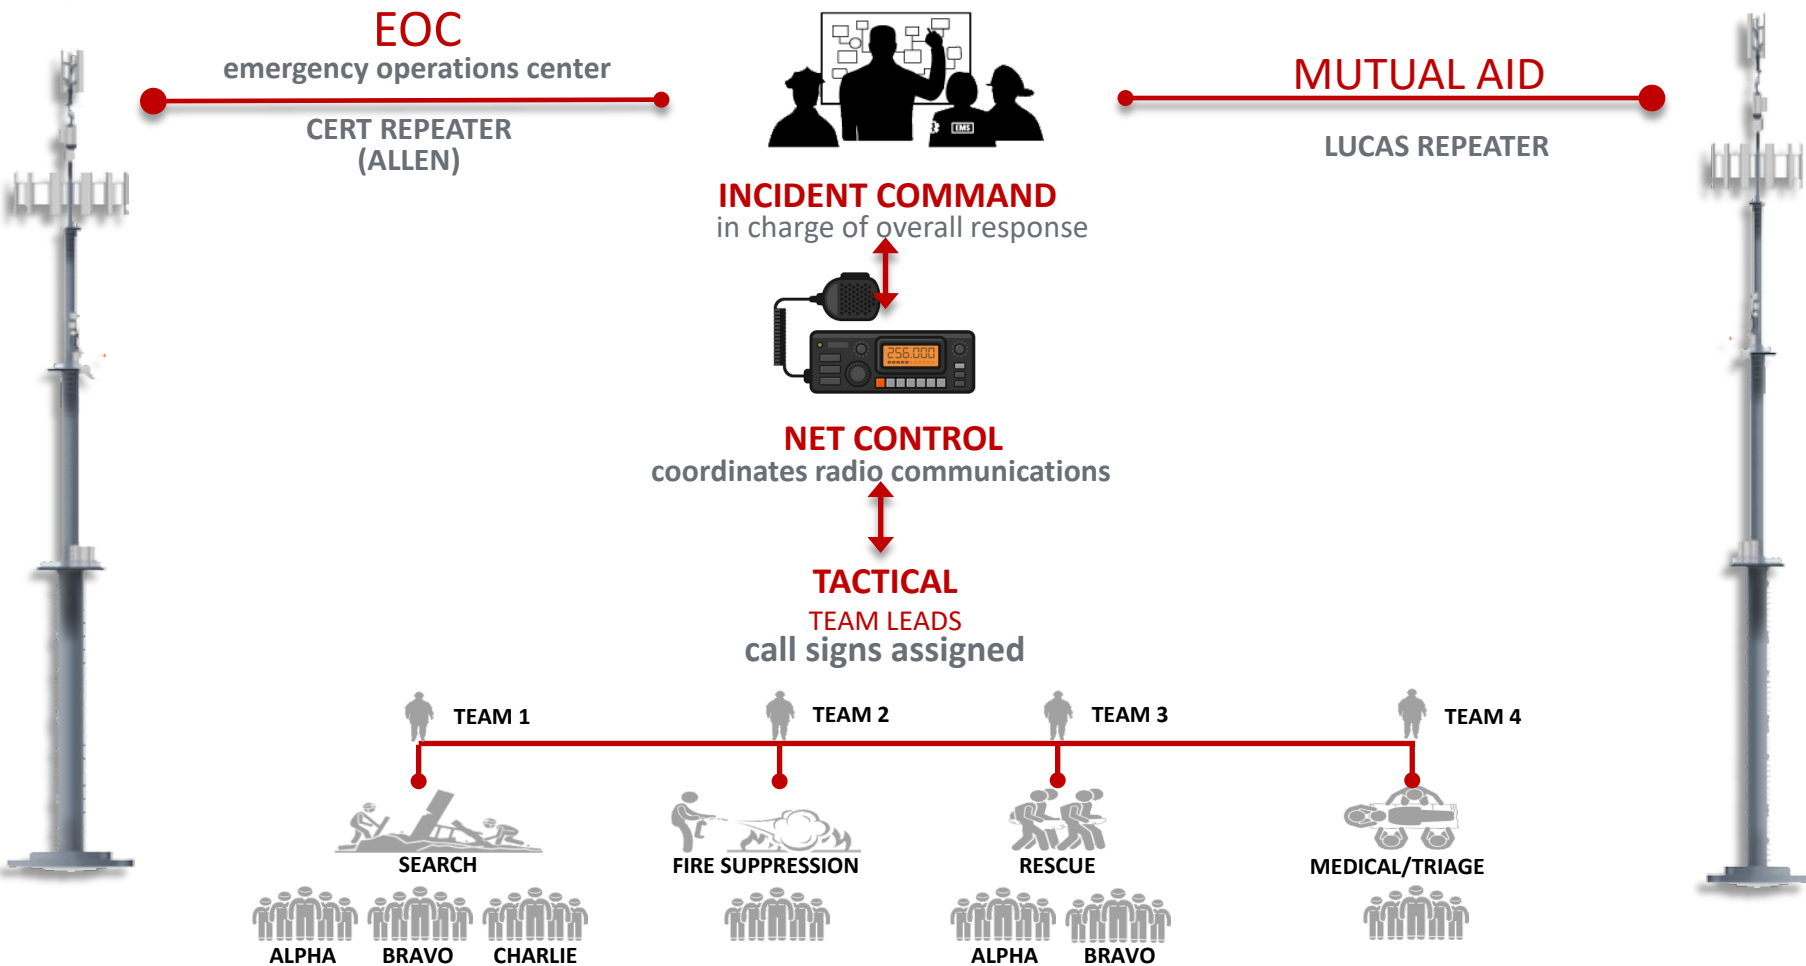 EOC
emergency operations center
CERT REPEATER
(ALLEN)
EMS
MUTUAL AID
LUCAS REPEATER
INCIDENT COMMAND
in charge of overall response
256.000
NET CONTROL
coordinates radio communications
TACTICAL
TEAM LEADS
call signs assigned
TEAM 1
TEAM 2
TEAM 3
TEAM 4
SEARCH
FIRE SUPPRESSION
RESCUE
MEDICAL/TRIAGE
ALPHA
BRAVO
CHARLIE
ALPHA
BRAVO